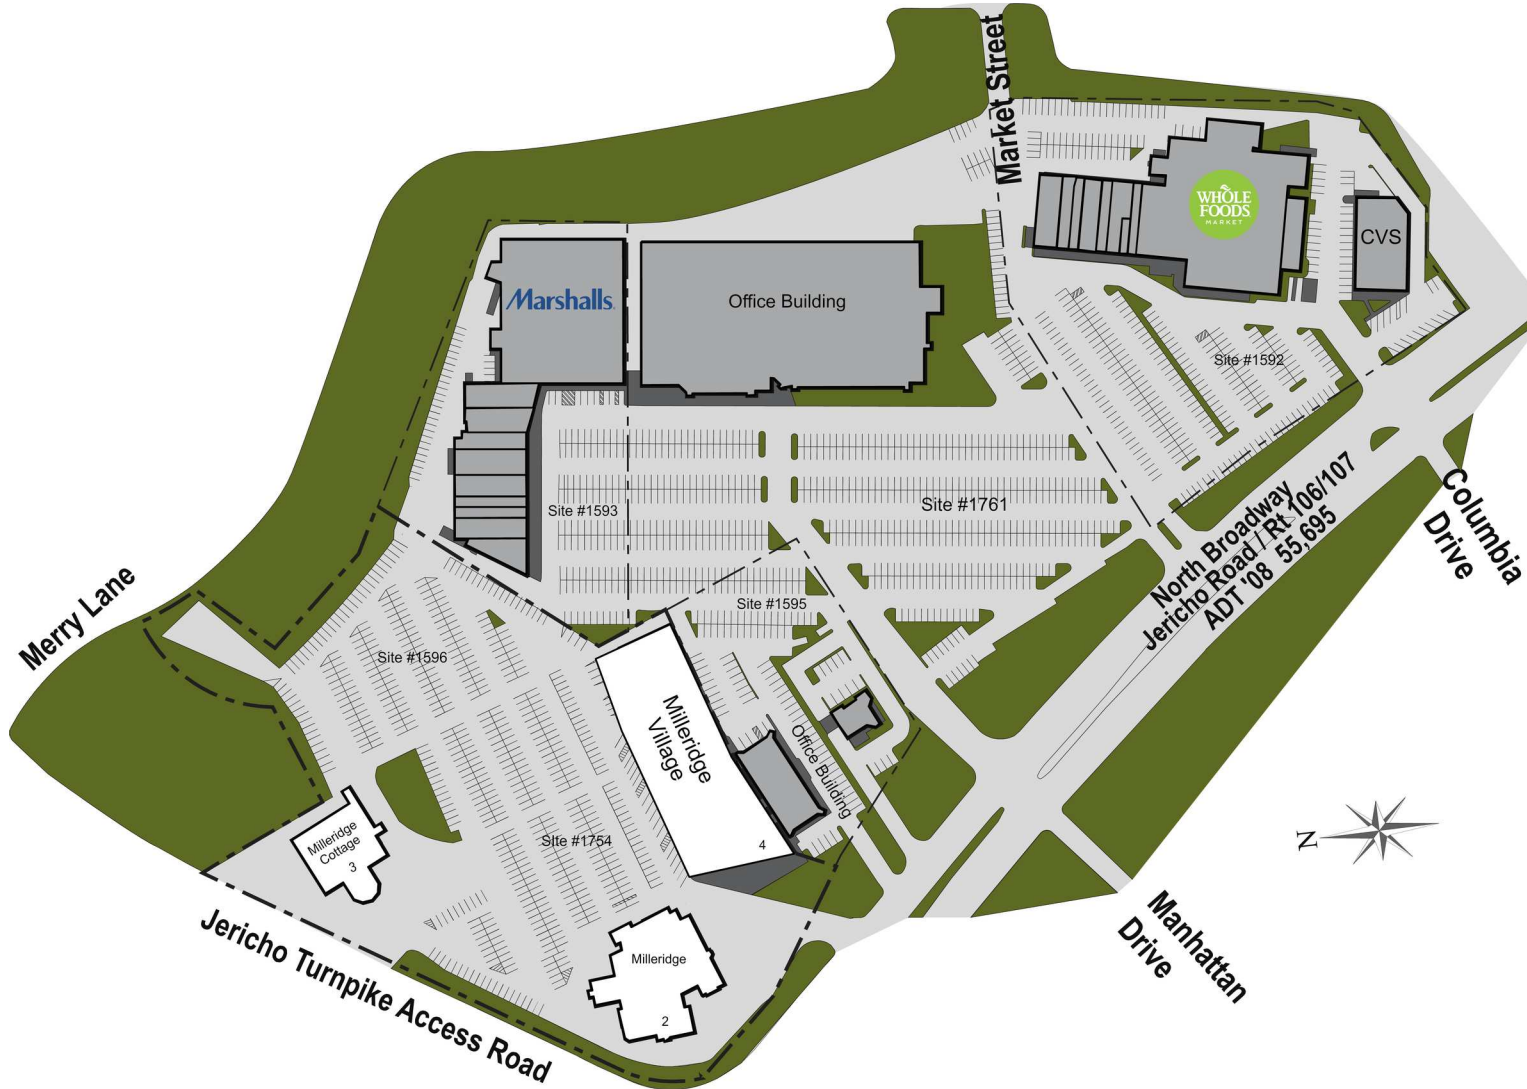 Market Street
WHOLE
FOODS
MARKET
CVS
Marshalls
Office Building
Site #1592
Site #1761
Site #1593
Columbia
Drive
North Broadway
Jericho Road / Rt 106/107
ADT '08  55,695
Merry Lane
Site #1595
Site #1596
Milleridge
Village
4
Office Building
N
Milleridge
Cottage
3
SIte #1754
Manhattan
Drive
Milleridge
2
Jericho Turnpike Access Road